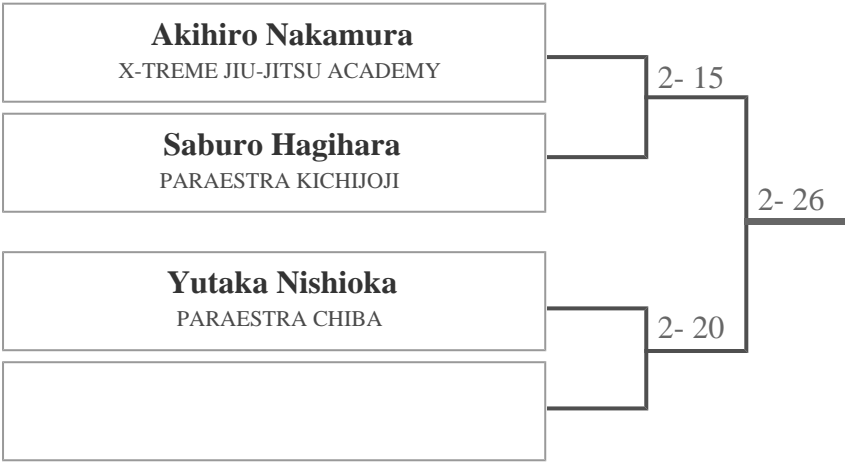 Akihiro Nakamura
X-TREME JIU-JITSU ACADEMY
2- 15
Saburo Hagihara
PARAESTRA KICHIJOJI
2- 26
Yutaka Nishioka
PARAESTRA CHIBA
2- 20